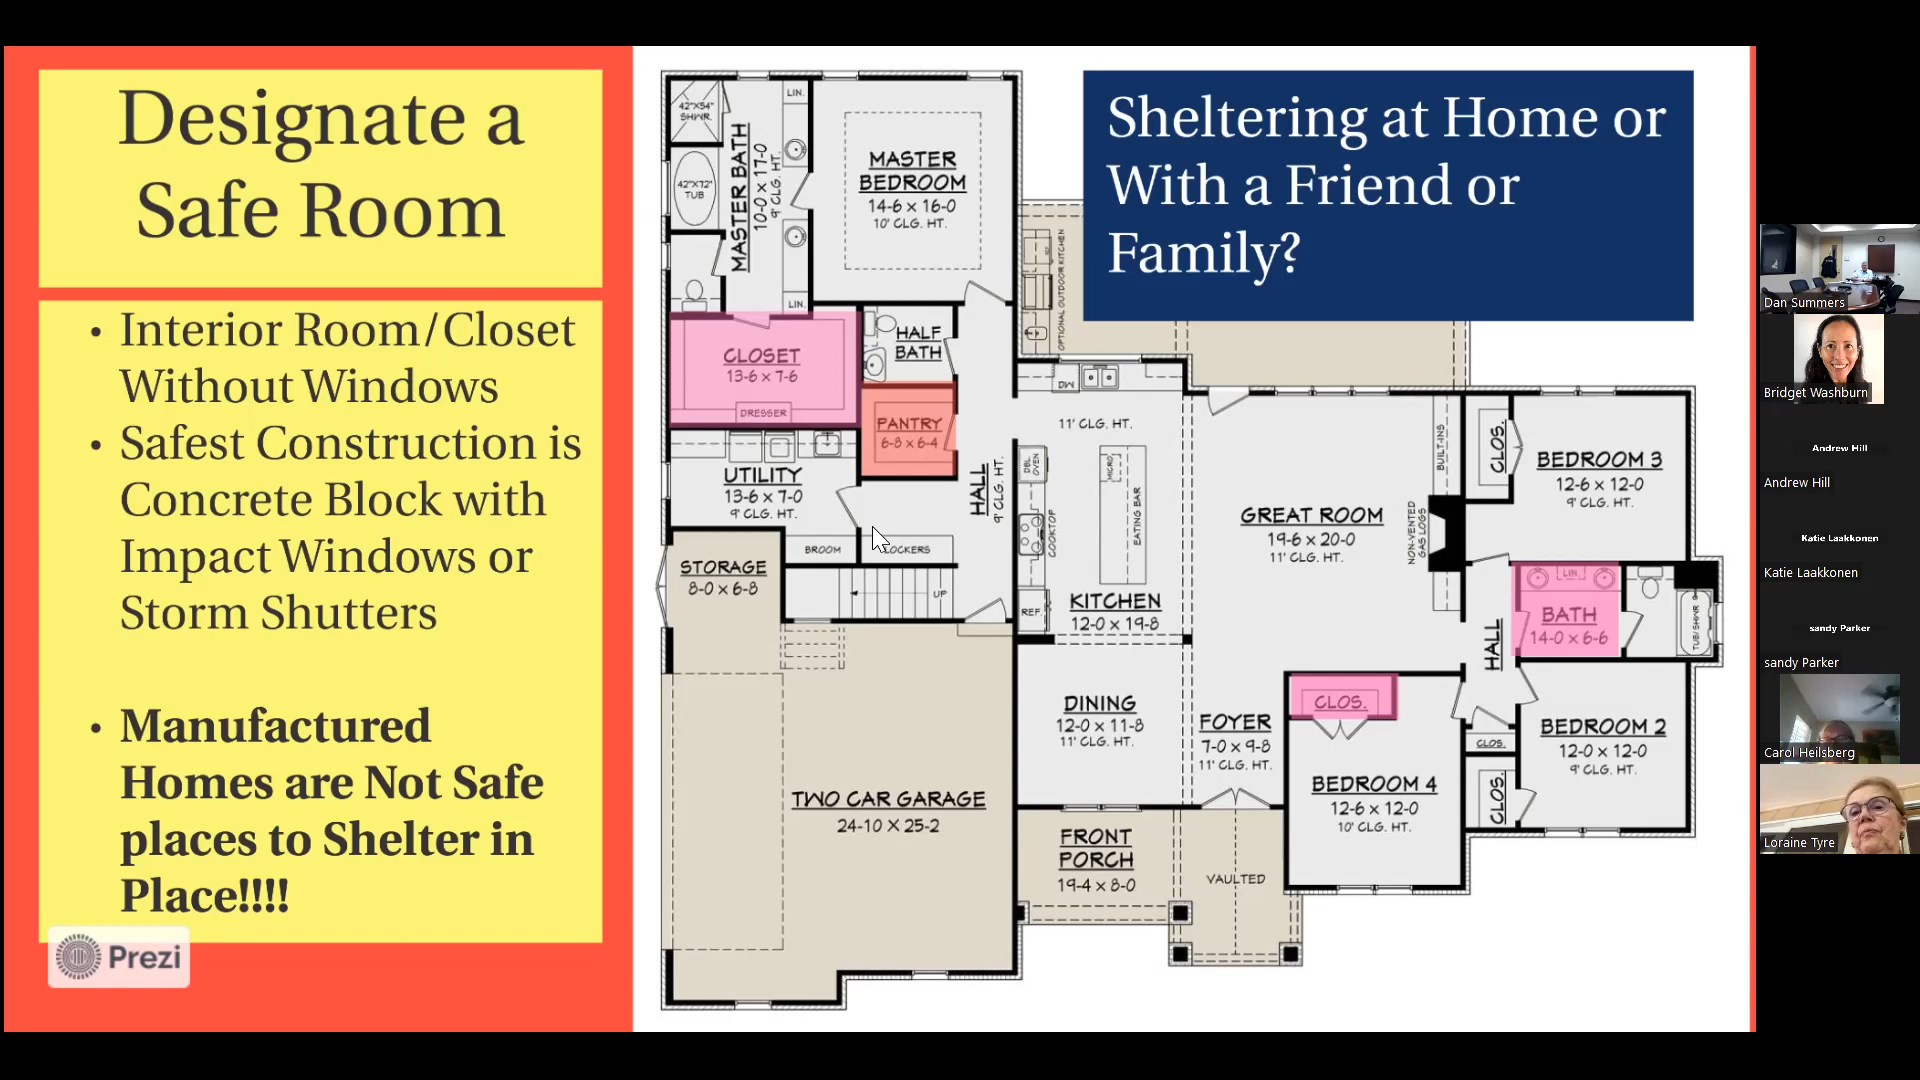 Designate a
Safe Room
• Interior Room/Closet
Without Windows
• Safest Construction is
Concrete Block with
Impact Windows or
Storm Shutters
• Manufactured
Homes are Not Safe
places to Shelter in
Place!!!!
Prezi
Sheltering at Home or
With a Friend or
Family?
42"X54"
SHWR.
LIN.
42"X72"
TUB
MASTER BATH
10-0 x 17-0
9' CLG. HT.
LIN.
MASTER
BEDROOM
14-6 x 16-0
10' CLG. HT.
OPTIONAL OUTDOOR KITCHEN
CLOSET
13-6 x 7-6
DRESSER
HALF
BATH
PANTRY
6-8 x 6-4
UTILITY
13-6 x 7-0
9' CLG. HT.
BROOM
LOCKERS
HALL
9' CLG. HT.
STORAGE
8-0 x 6-8
UP
DW
11' CLG. HT.
DBL
OVEN
MICRO
EATING BAR
COOKTOP
REF.
KITCHEN
12-0 x 19-8
GREAT ROOM
19-6 x 20-0
11' CLG. HT.
BUILT-INS
NON-VENTED
GAS LOGS
CLOS.
BEDROOM 3
12-6 x 12-0
9' CLG. HT.
LIN.
BATH
14-0 x 6-6
TUB/SHWR
HALL
DINING
12-0 x 11-8
11' CLG. HT.
FOYER
7-0 x 9-8
11' CLG. HT.
CLOS.
BEDROOM 4
12-6 x 12-0
10' CLG. HT.
CLOS.
CLOS.
BEDROOM 2
12-0 x 12-0
9' CLG. HT.
TWO CAR GARAGE
24-10 X 25-2
FRONT
PORCH
19-4 x 8-0
VAULTED
Dan Summers
Bridget Washburn
Andrew Hill
Andrew Hill
Katie Laakkonen
Katie Laakkonen
sandy Parker
sandy Parker
Carol Heilsberg
Loraine Tyre